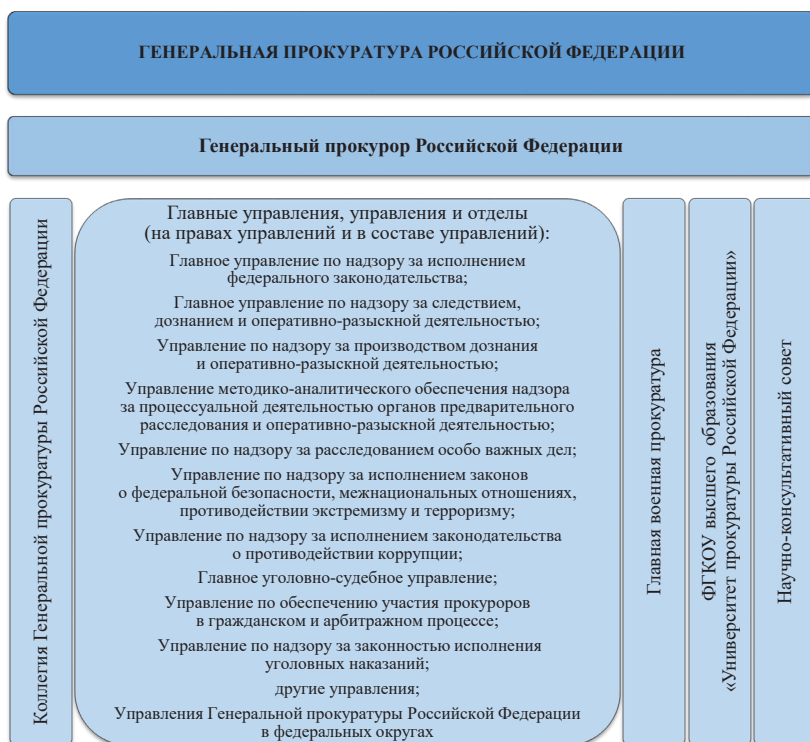 ГЕНЕРАЛЬНАЯ ПРОКУРАТУРА РОССИЙСКОЙ ФЕДЕРАЦИИ
Генеральный прокурор Российской Федерации
Коллегия Генеральной прокуратуры Российской Федерации
Главные управления, управления и отделы
(на правах управлений и в составе управлений):
Главное управление по надзору за исполнением
федерального законодательства;
Главное управление по надзору за следствием,
дознанием и оперативно-разыскной деятельностью;
Управление по надзору за производством дознания
и оперативно-разыскной деятельностью;
Управление методико-аналитического обеспечения надзора
за процессуальной деятельностью органов предварительного
расследования и оперативно-разыскной деятельностью;
Управление по надзору за расследованием особо важных дел;
Управление по надзору за исполнением законов
о федеральной безопасности, межнациональных отношениях,
противодействии экстремизму и терроризму;
Управление по надзору за исполнением законодательства
о противодействии коррупции;
Главное уголовно-судебное управление;
Управление по обеспечению участия прокуроров
в гражданском и арбитражном процессе;
Управление по надзору за законностью исполнения
уголовных наказаний;
другие управления;
Управления Генеральной прокуратуры Российской Федерации
в федеральных округах
Главная военная прокуратура
ФГКОУ высшего образования
«Университет прокуратуры Российской Федерации»
Научно-консультативный совет